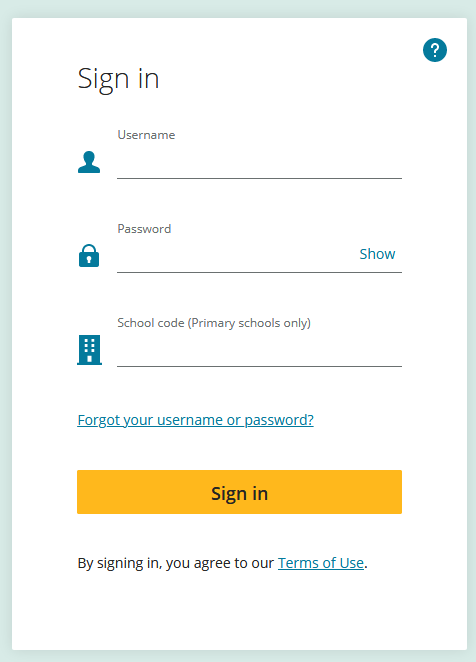 ?
Sign in
Username
Password
Show
School code (Primary schools only)
Forgot your username or password?
Sign in
By signing in, you agree to our Terms of Use.